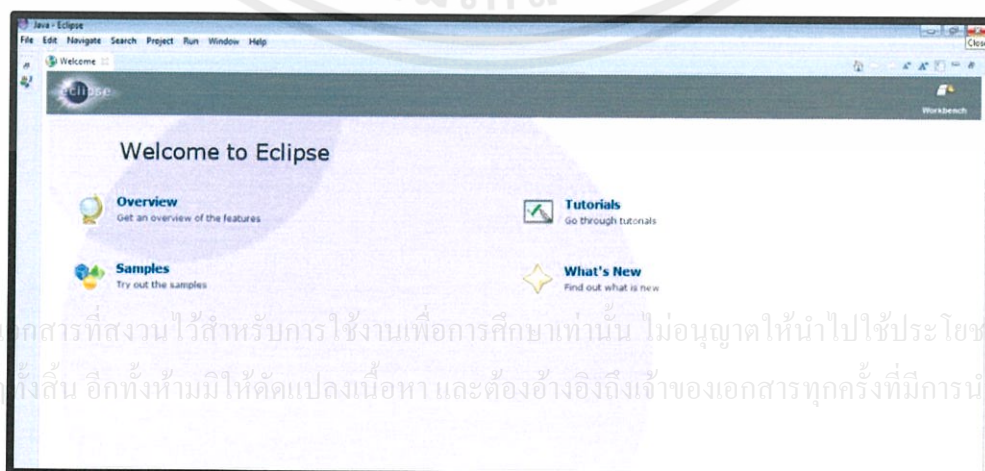 Java - Eclipse
File Edit Navigate Search Project Run Window Help
Close
Welcome
eclipse
Workbench
Welcome to Eclipse
Overview
Get an overview of the features
Tutorials
Go through tutorials
Samples
Try out the samples
What's New
Find out what is new
อกสารที่สงวนไว้สำหรับการใช้งานเพื่อการศึกษาเท่านั้น ไม่อนุญาตให้นำไปใช้ประโยช
ทั้งสิ้น อีกทั้งห้ามมิให้ดัดแปลงเนื้อหา และต้องอ้างอิงถึงเจ้าของเอกสารทุกครั้งที่มีการนำ